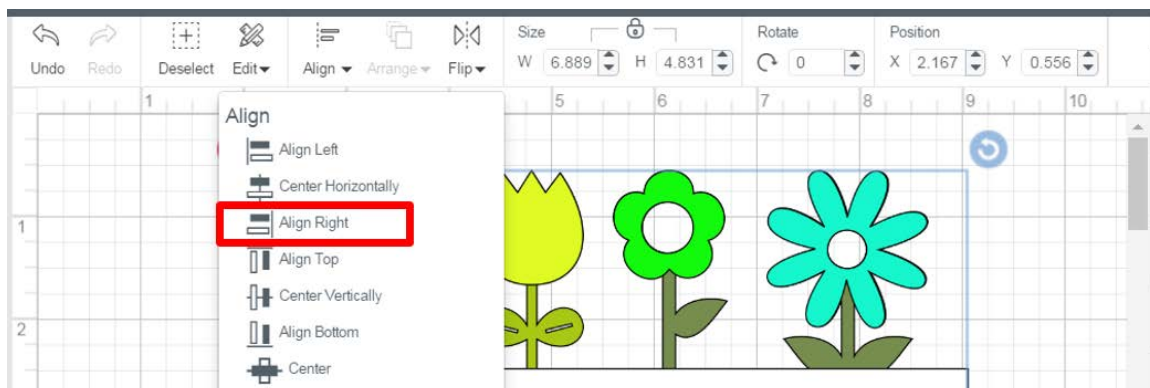 Size
Rotate
Position
W 6.889 H 4.831
0
X 2.167 Y 0.556
Undo Redo Deselect Edit Align Arrange Flip
1 5 6 7 8 9 10
Align
Align Left
Center Horizontally
1
Align Right
Align Top
Center Vertically
2
Align Bottom
Center